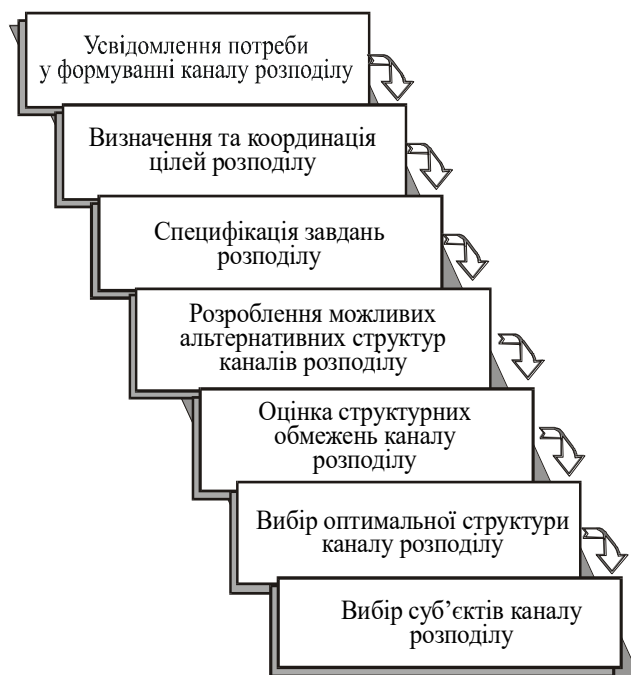 Усвідомлення потреби
у формуванні каналу розподілу
Визначення та координація
цілей розподілу
Специфікація завдань
розподілу
Розроблення можливих
альтернативних структур
каналів розподілу
Оцінка структурних
обмежень каналу
розподілу
Вибір оптимальної структури
каналу розподілу
Вибір суб’єктів каналу
розподілу